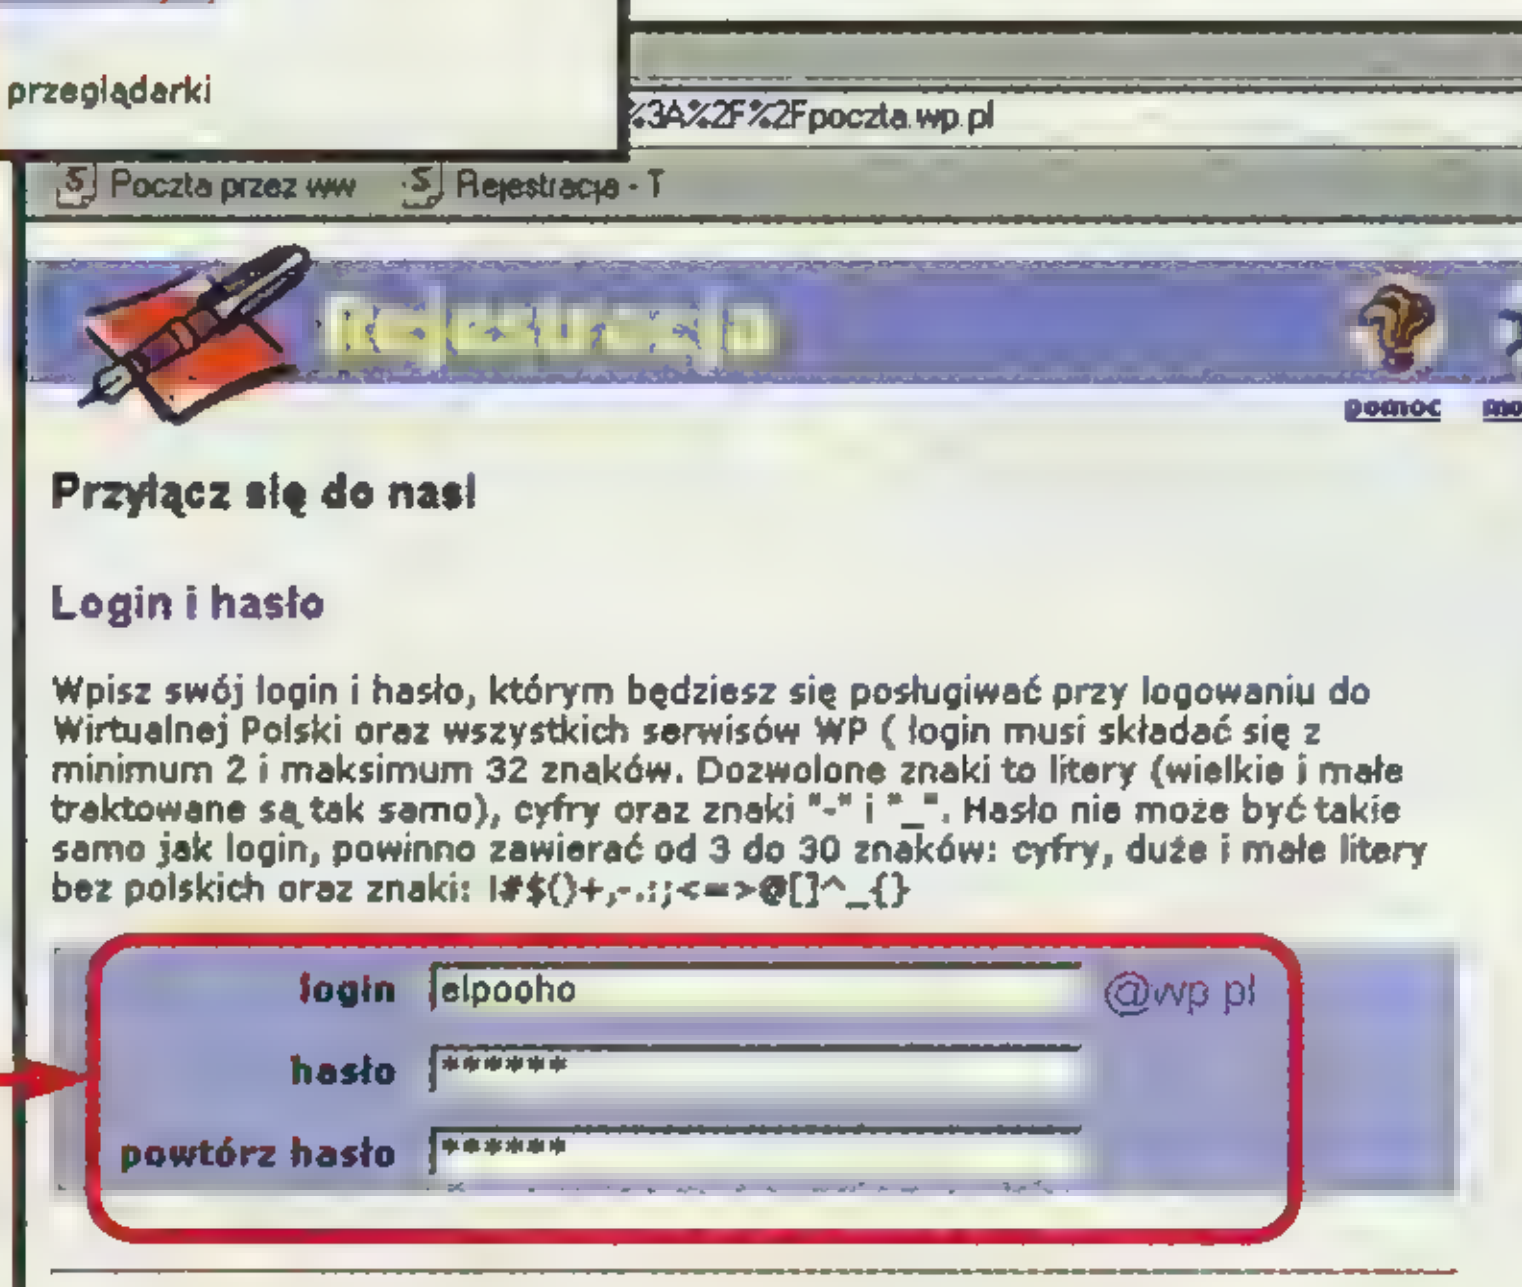 przeglądarki
%3A%2F%2Fpoczta.wp.pl
Poczta przez ww
Rejestracja - T
Rejestracja
pomoc
Przyłącz się do nas!
Login i hasło
Wpisz swój login i hasło, którym będziesz się posługiwać przy logowaniu do
Wirtualnej Polski oraz wszystkich serwisów WP ( login musi składać się z
minimum 2 i maksimum 32 znaków. Dozwolone znaki to litery (wielkie i małe
traktowane są tak samo), cyfry oraz znaki "-" i "_". Hasło nie może być takie
samo jak login, powinno zawierać od 3 do 30 znaków: cyfry, duże i małe litery
bez polskich oraz znaki: !#$()+,-.:;<=>@[]^_{}
login elpooho @wp.pl
hasło ******
powtórz hasło ******